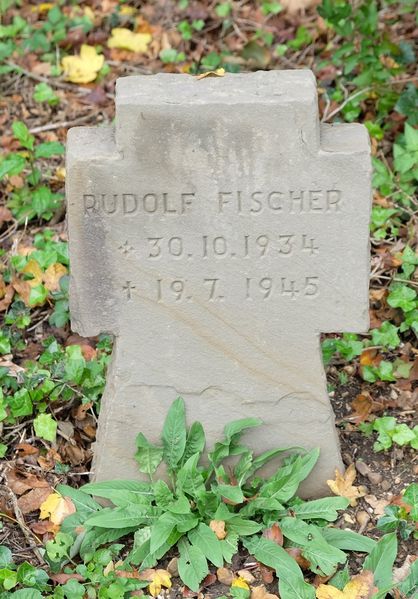 RUDOLF FISCHER
* 30.10.1934
† 19.7.1945